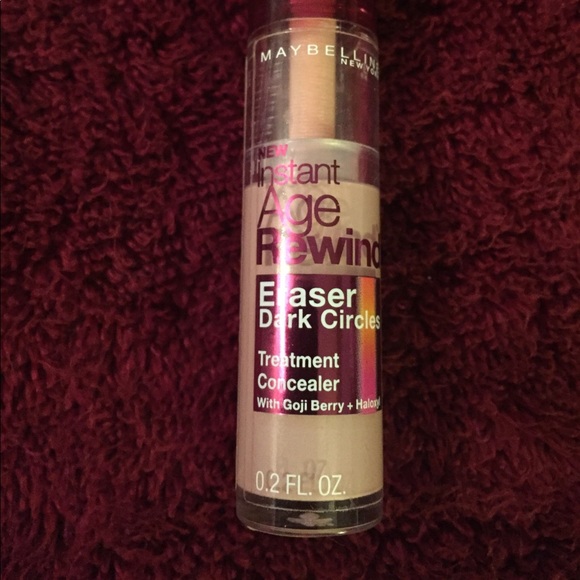 MAYBELLINE
NEW YORK
NEW
Instant
Age
Rewind
Eraser
Dark Circles
Treatment
Concealer
With Goji Berry + Haloxyl
0.2 FL. OZ.